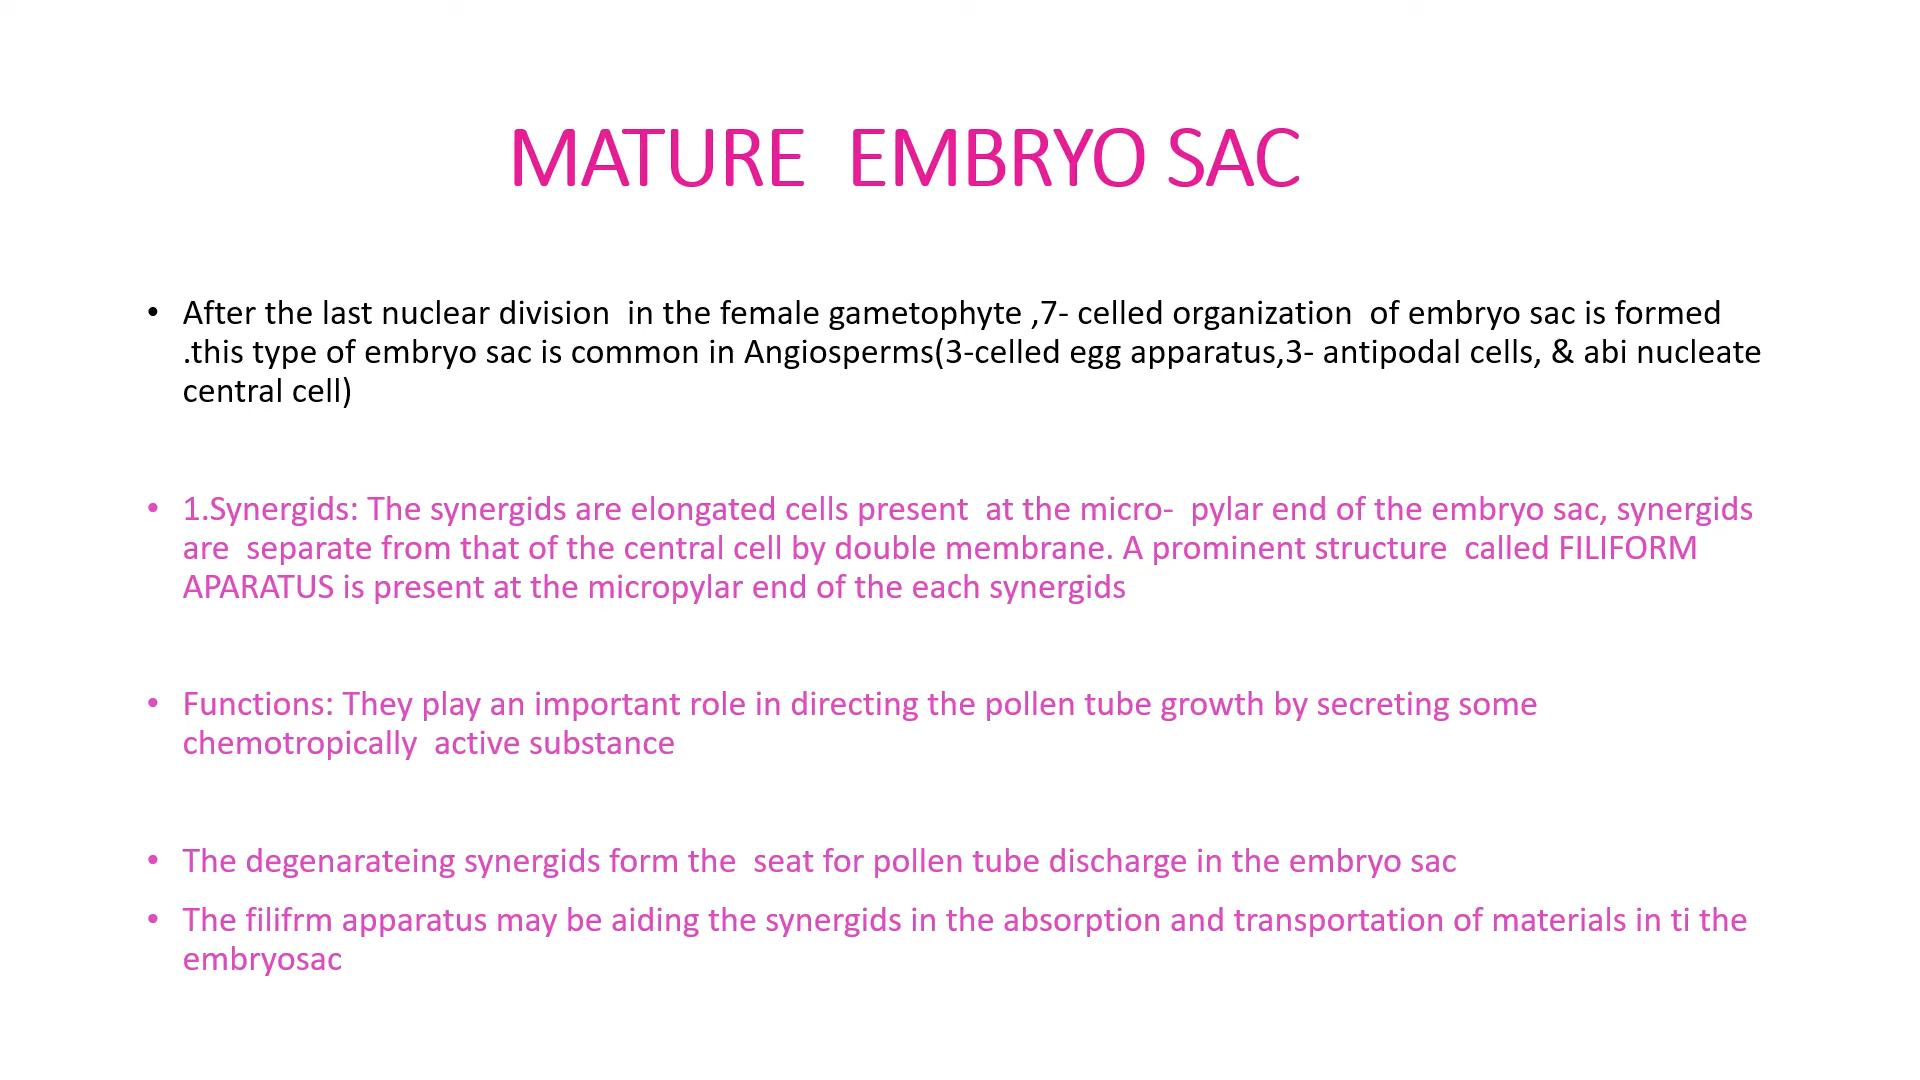 MATURE  EMBRYO SAC
• After the last nuclear division  in the female gametophyte ,7- celled organization  of embryo sac is formed
.this type of embryo sac is common in Angiosperms(3-celled egg apparatus,3- antipodal cells, & abi nucleate
central cell)
• 1.Synergids: The synergids are elongated cells present  at the micro-  pylar end of the embryo sac, synergids
are  separate from that of the central cell by double membrane. A prominent structure  called FILIFORM
APARATUS is present at the micropylar end of the each synergids
• Functions: They play an important role in directing the pollen tube growth by secreting some
chemotropically  active substance
• The degenarateing synergids form the  seat for pollen tube discharge in the embryo sac
• The filifrm apparatus may be aiding the synergids in the absorption and transportation of materials in ti the
embryosac